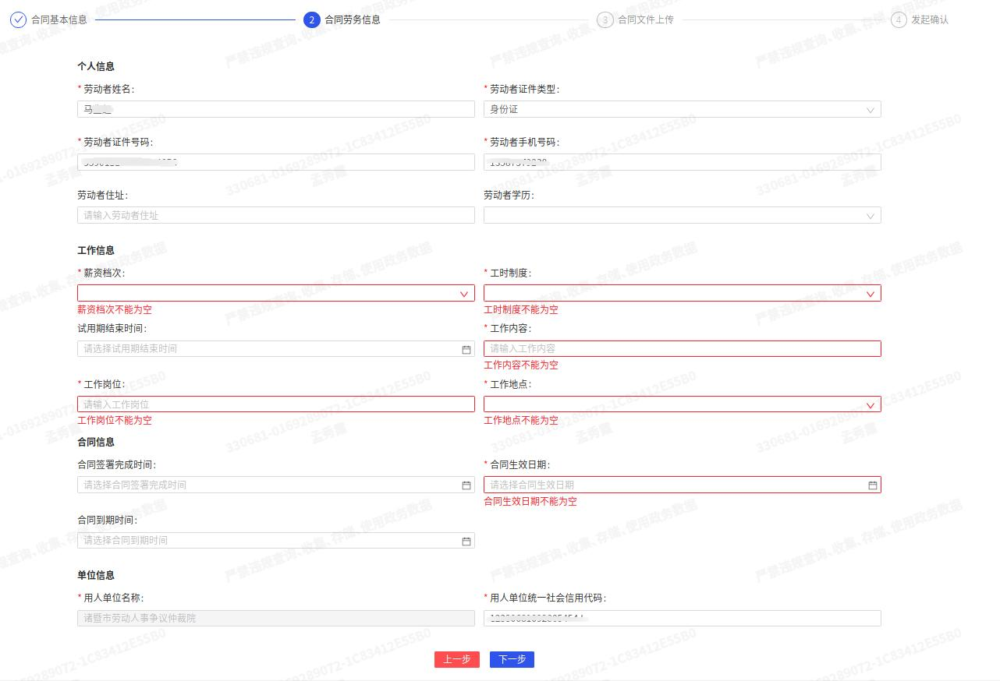 合同基本信息
2 合同劳务信息
3 合同文件上传
4 发起确认
个人信息
* 劳动者姓名:
* 劳动者证件类型:
马
身份证
* 劳动者证件号码:
* 劳动者手机号码:
劳动者住址:
劳动者学历:
请输入劳动者住址
工作信息
* 薪资档次:
* 工时制度:
薪资档次不能为空
工时制度不能为空
试用期结束时间:
* 工作内容:
请选择试用期结束时间
请输入工作内容
工作内容不能为空
* 工作岗位:
* 工作地点:
请输入工作岗位
工作岗位不能为空
工作地点不能为空
合同信息
合同签署完成时间:
* 合同生效日期:
请选择合同签署完成时间
请选择合同生效日期
合同生效日期不能为空
合同到期时间:
请选择合同到期时间
单位信息
* 用人单位名称:
* 用人单位统一社会信用代码:
诸暨市劳动人事争议仲裁院
上一步
下一步
严禁违规查询、收集、存储、使用政务数据
330681-0169289072-1C83412E55B0
孟秀霞